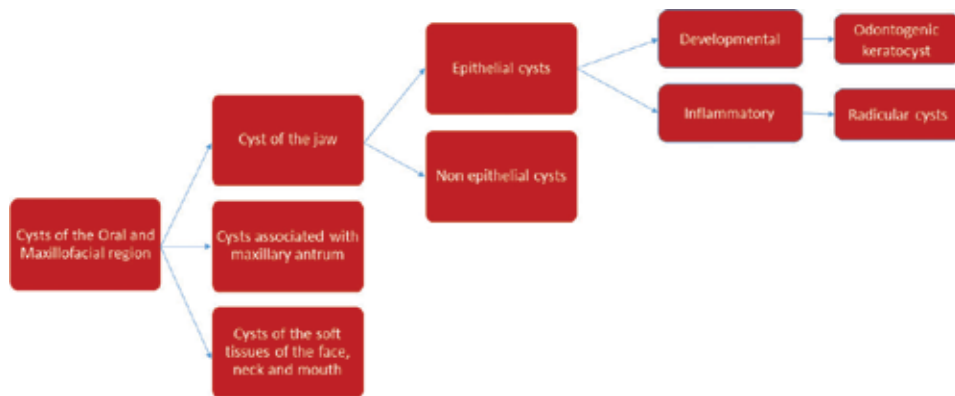 Developmental
Odontogenic
keratocyst
Epithelial cysts
Inflammatory
Radicular cysts
Cyst of the jaw
Non epithelial cysts
Cysts of the Oral and
Maxillofacial region
Cysts associated with
maxillary antrum
Cysts of the soft
tissues of the face,
neck and mouth